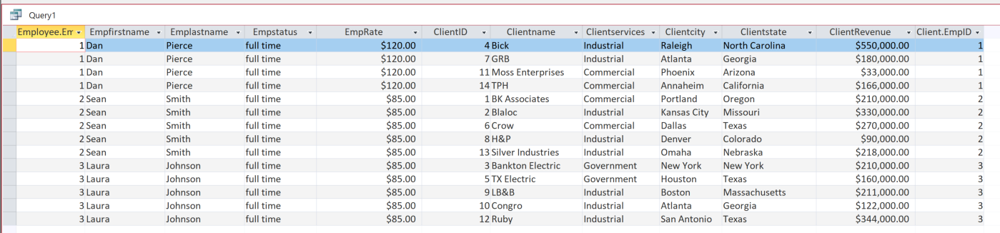 Query1
Employee.Em Empfirstname Emplastname Empstatus EmpRate ClientID Clientname Clientservices Clientcity Clientstate ClientRevenue Client.EmpID
1 Dan Pierce full time $120.00 4 Bick Industrial Raleigh North Carolina $550,000.00 1
1 Dan Pierce full time $120.00 7 GRB Industrial Atlanta Georgia $180,000.00 1
1 Dan Pierce full time $120.00 11 Moss Enterprises Commercial Phoenix Arizona $33,000.00 1
1 Dan Pierce full time $120.00 14 TPH Commercial Annaheim California $166,000.00 1
2 Sean Smith full time $85.00 1 BK Associates Commercial Portland Oregon $210,000.00 2
2 Sean Smith full time $85.00 2 Blaloc Industrial Kansas City Missouri $330,000.00 2
2 Sean Smith full time $85.00 6 Crow Commercial Dallas Texas $270,000.00 2
2 Sean Smith full time $85.00 8 H&P Industrial Denver Colorado $90,000.00 2
2 Sean Smith full time $85.00 13 Silver Industries Industrial Omaha Nebraska $218,000.00 2
3 Laura Johnson full time $85.00 3 Bankton Electric Government New York New York $210,000.00 3
3 Laura Johnson full time $85.00 5 TX Electric Government Houston Texas $160,000.00 3
3 Laura Johnson full time $85.00 9 LB&B Industrial Boston Massachusetts $211,000.00 3
3 Laura Johnson full time $85.00 10 Congro Industrial Atlanta Georgia $122,000.00 3
3 Laura Johnson full time $85.00 12 Ruby Industrial San Antonio Texas $344,000.00 3